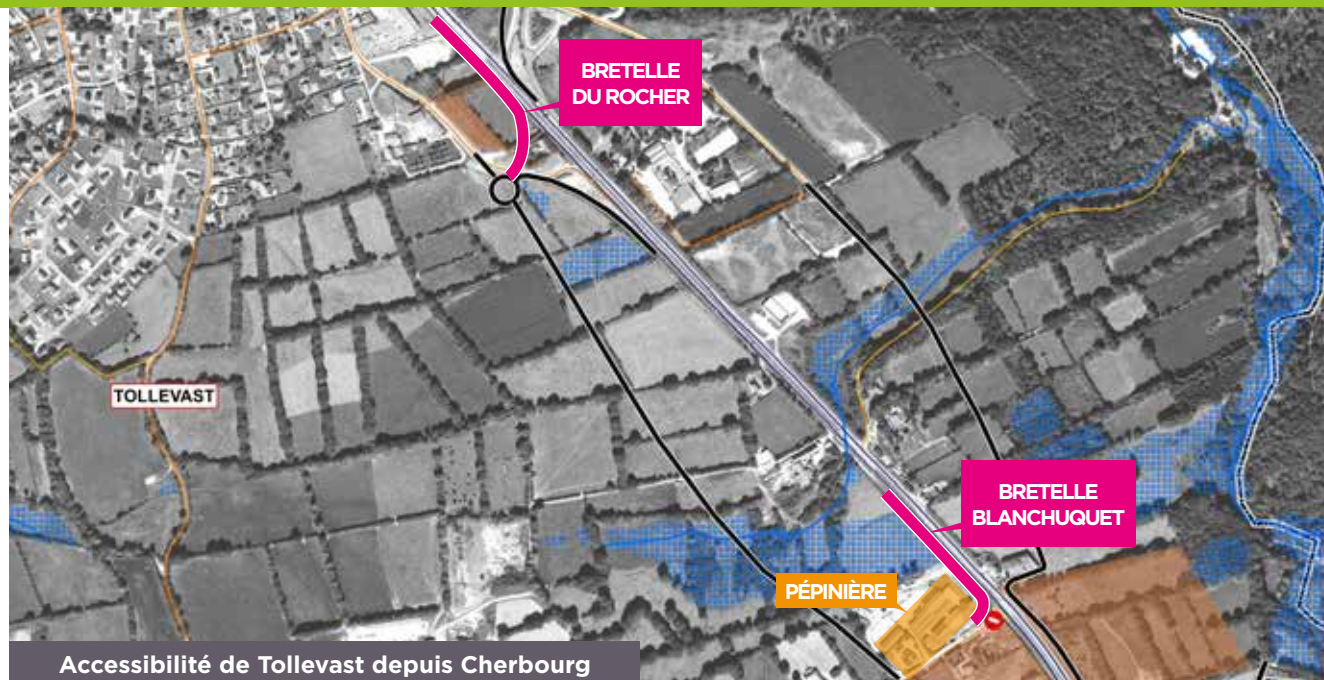 BRETELLE
DU ROCHER
TOLLEVAST
BRETELLE
BLANCHUQUET
PÉPINIÈRE
Accessibilité de Tollevast depuis Cherbourg